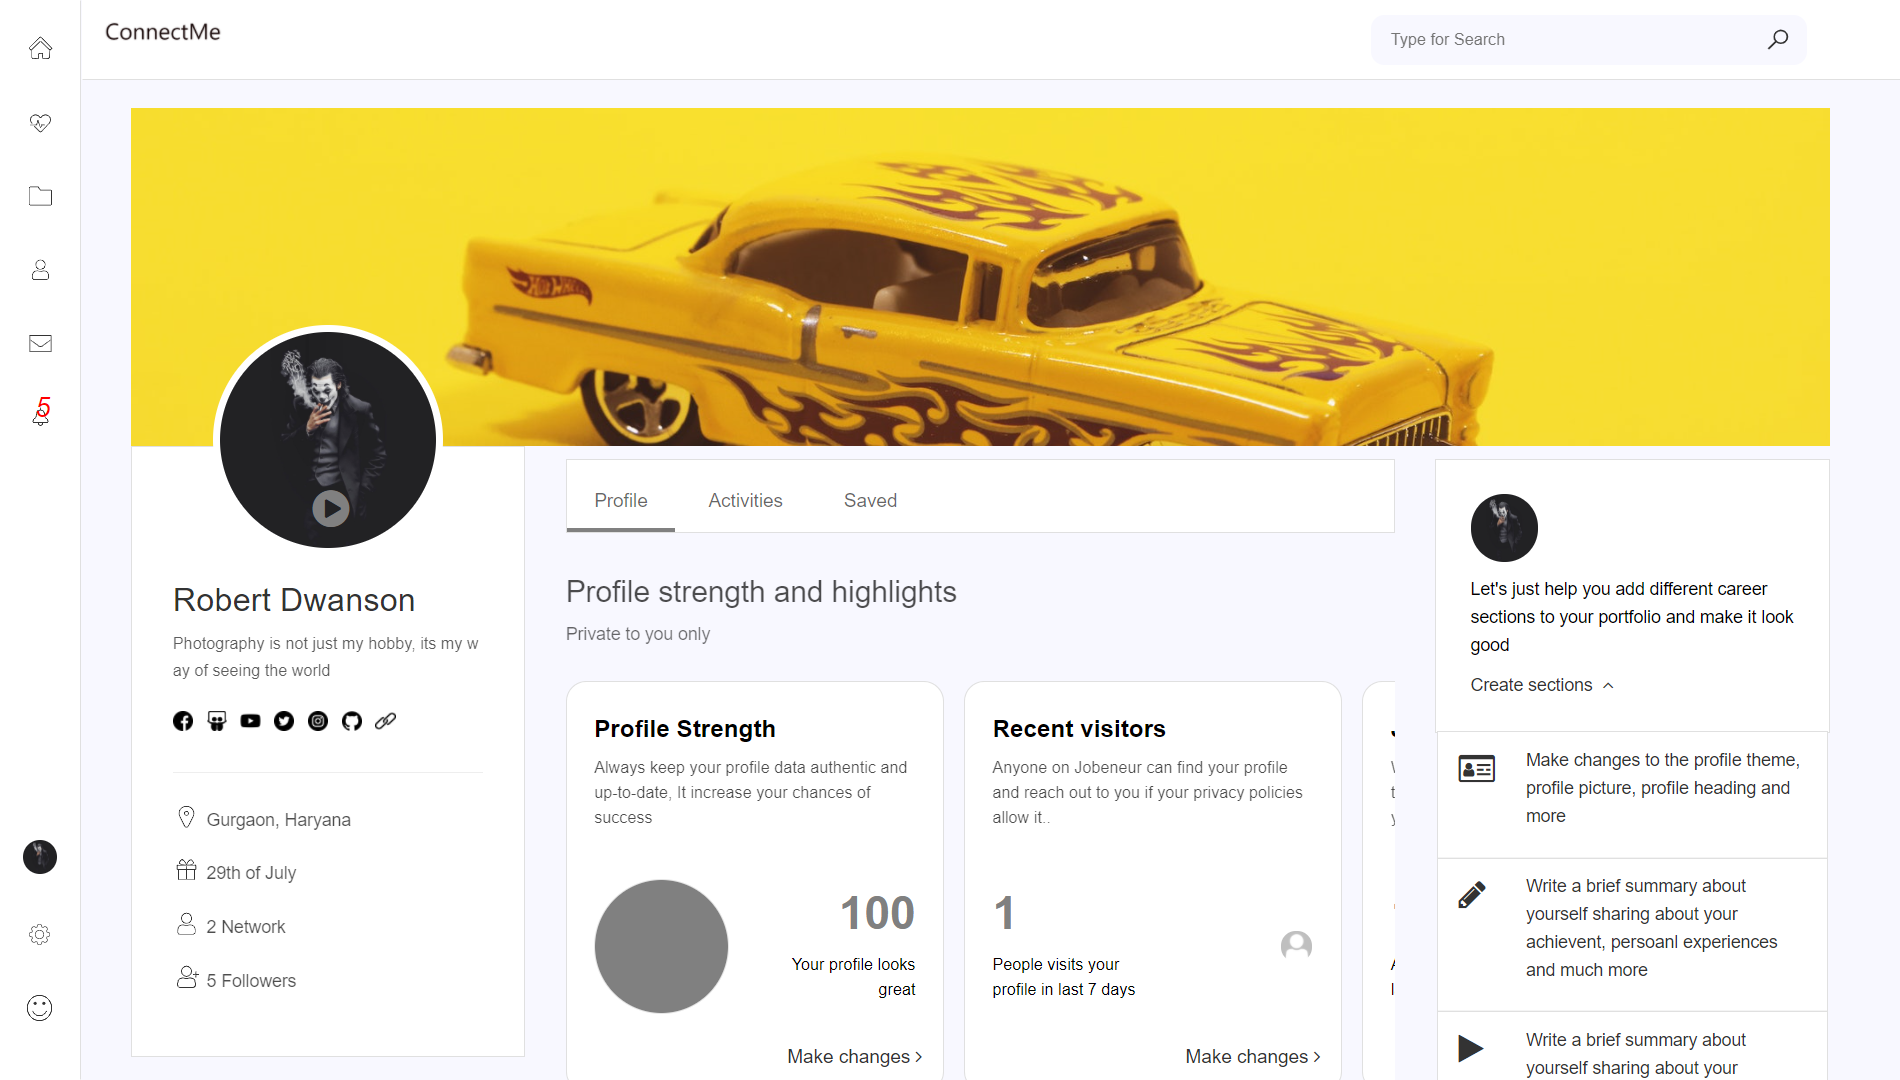 ConnectMe
Type for Search
5
HOT WHEELS
Robert Dwanson
Photography is not just my hobby, its my w
ay of seeing the world
Gurgaon, Haryana
29th of July
2 Network
5 Followers
Profile
Activities
Saved
Profile strength and highlights
Private to you only
Profile Strength
Always keep your profile data authentic and
up-to-date, It increase your chances of
success
100
Your profile looks
great
Make changes
Recent visitors
Anyone on Jobeneur can find your profile
and reach out to you if your privacy policies
allow it..
1
People visits your
profile in last 7 days
Make changes
Let's just help you add different career
sections to your portfolio and make it look
good
Create sections
Make changes to the profile theme,
profile picture, profile heading and
more
Write a brief summary about
yourself sharing about your
achievent, persoanl experiences
and much more
Write a brief summary about
yourself sharing about your